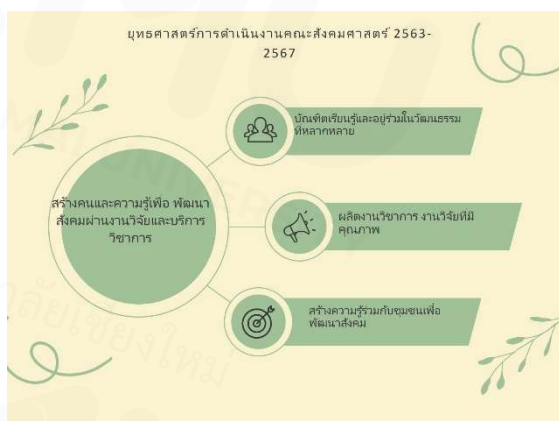 ยุทธศาสตร์การดำเนินงานคณะสังคมศาสตร์ 2563-
2567
บัณฑิตเรียนรู้และอยู่ร่วมในวัฒนธรรม
ที่หลากหลาย
สร้างคนและความรู้เพื่อ พัฒนา
สังคมผ่านงานวิจัยและบริการ
วิชาการ
ผลิตงานวิชาการ งานวิจัยที่มี
คุณภาพ
สร้างความรู้ร่วมกับชุมชนเพื่อ
พัฒนาสังคม